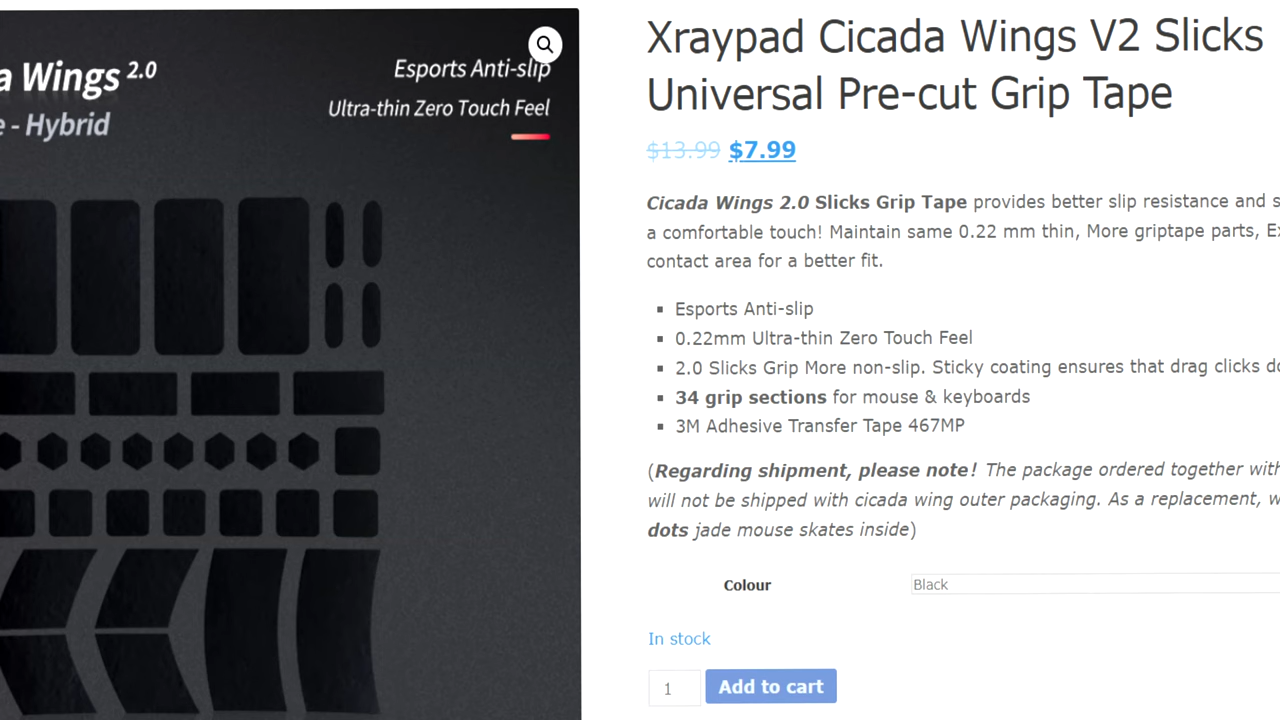 a Wings 2.0
e - Hybrid
Esports Anti-slip
Ultra-thin Zero Touch Feel
Xraypad Cicada Wings V2 Slicks
Universal Pre-cut Grip Tape
$13.99 $7.99
Cicada Wings 2.0 Slicks Grip Tape provides better slip resistance and
a comfortable touch! Maintain same 0.22 mm thin, More griptape parts,
contact area for a better fit.
▪ Esports Anti-slip
▪ 0.22mm Ultra-thin Zero Touch Feel
▪ 2.0 Slicks Grip More non-slip. Sticky coating ensures that drag clicks
▪ 34 grip sections for mouse & keyboards
▪ 3M Adhesive Transfer Tape 467MP
(Regarding shipment, please note! The package ordered together with
will not be shipped with cicada wing outer packaging. As a replacement,
dots jade mouse skates inside)
Colour
Black
In stock
1
Add to cart